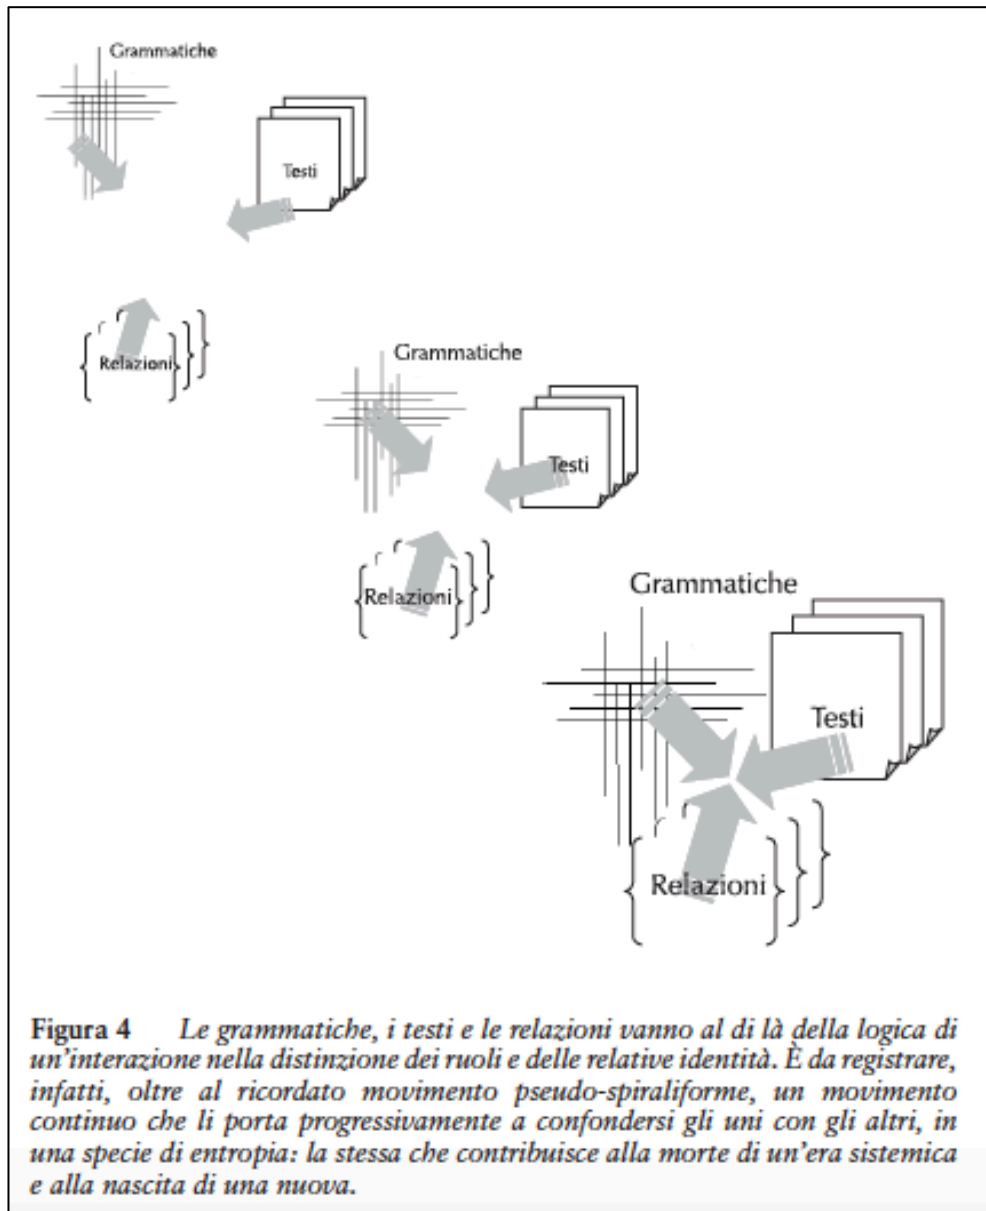 Grammatiche
Testi
Relazioni
Grammatiche
Testi
Relazioni
Grammatiche
Testi
Relazioni
Figura 4 Le grammatiche, i testi e le relazioni vanno al di là della logica di
un'interazione nella distinzione dei ruoli e delle relative identità. È da registrare,
infatti, oltre al ricordato movimento pseudo-spiraliforme, un movimento
continuo che li porta progressivamente a confondersi gli uni con gli altri, in
una specie di entropia: la stessa che contribuisce alla morte di un'era sistemica
e alla nascita di una nuova.